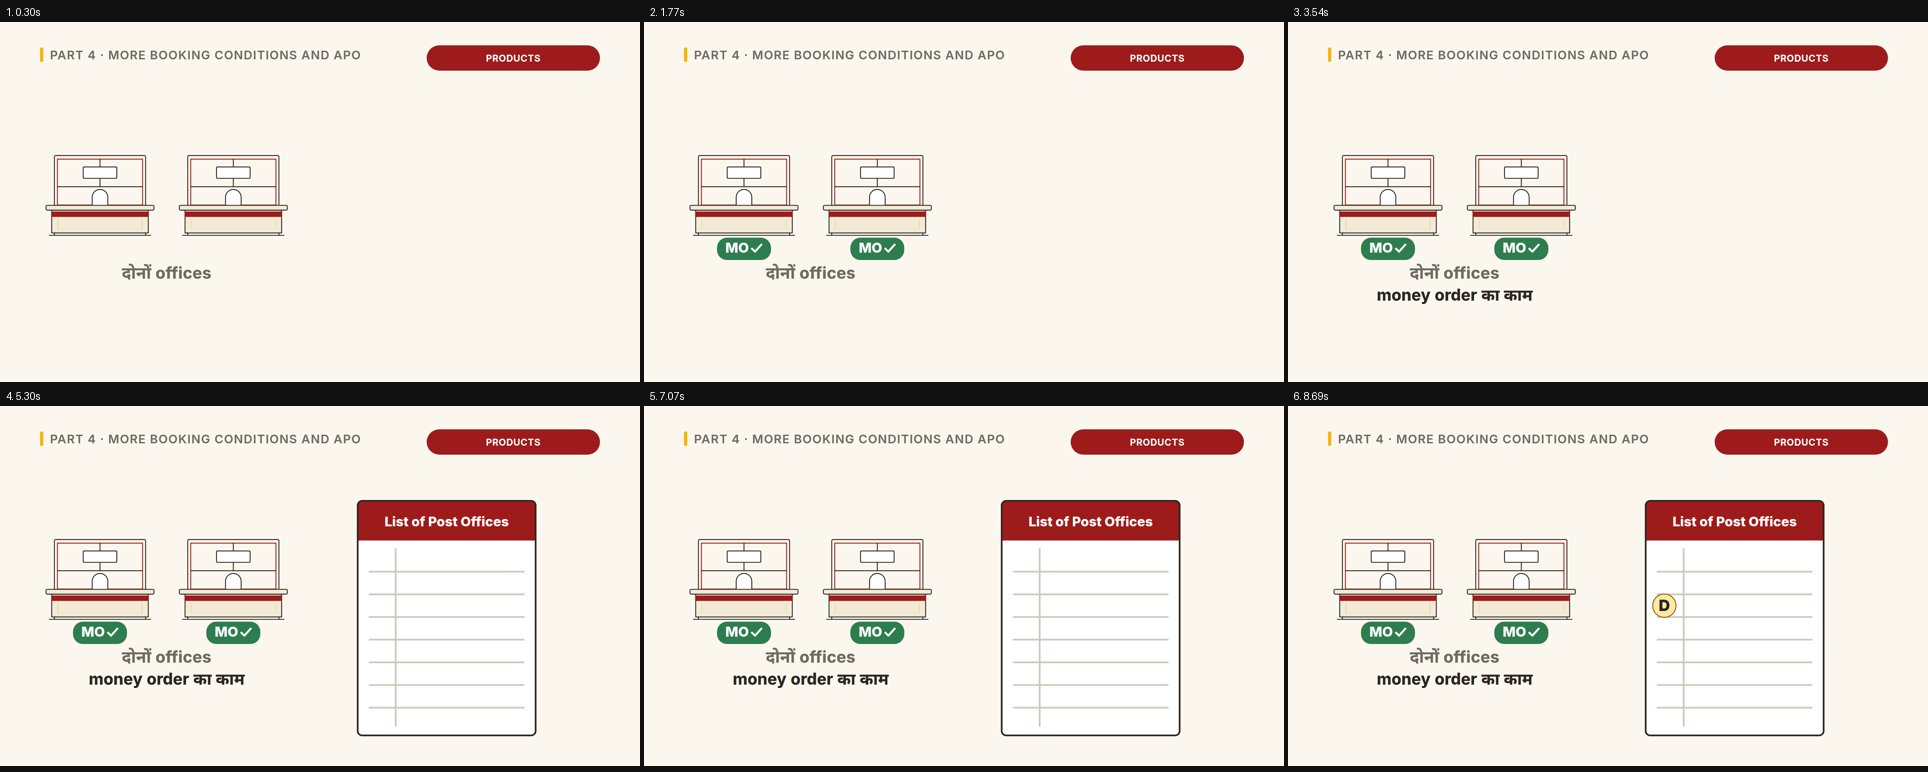 1. 0.30s
PART 4 · MORE BOOKING CONDITIONS AND APO
PRODUCTS
दोनों offices
2. 1.77s
PART 4 · MORE BOOKING CONDITIONS AND APO
PRODUCTS
MO✓ MO✓
दोनों offices
3. 3.54s
PART 4 · MORE BOOKING CONDITIONS AND APO
PRODUCTS
MO✓ MO✓
दोनों offices
money order का काम
4. 5.30s
PART 4 · MORE BOOKING CONDITIONS AND APO
PRODUCTS
List of Post Offices
MO✓ MO✓
दोनों offices
money order का काम
5. 7.07s
PART 4 · MORE BOOKING CONDITIONS AND APO
PRODUCTS
List of Post Offices
MO✓ MO✓
दोनों offices
money order का काम
6. 8.69s
PART 4 · MORE BOOKING CONDITIONS AND APO
PRODUCTS
List of Post Offices
D
MO✓ MO✓
दोनों offices
money order का काम